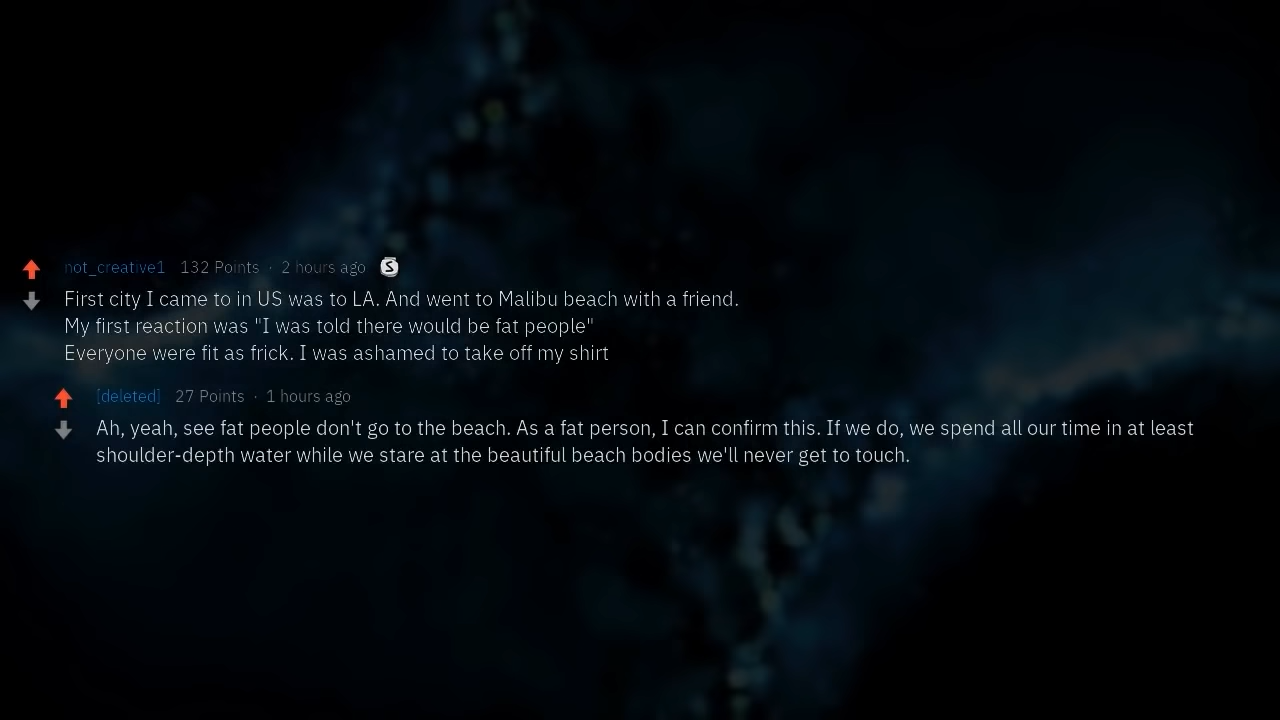 not_creative1 132 Points · 2 hours ago S
First city I came to in US was to LA. And went to Malibu beach with a friend.
My first reaction was "I was told there would be fat people"
Everyone were fit as frick. I was ashamed to take off my shirt
[deleted] 27 Points · 1 hours ago
Ah, yeah, see fat people don't go to the beach. As a fat person, I can confirm this. If we do, we spend all our time in at least
shoulder-depth water while we stare at the beautiful beach bodies we'll never get to touch.